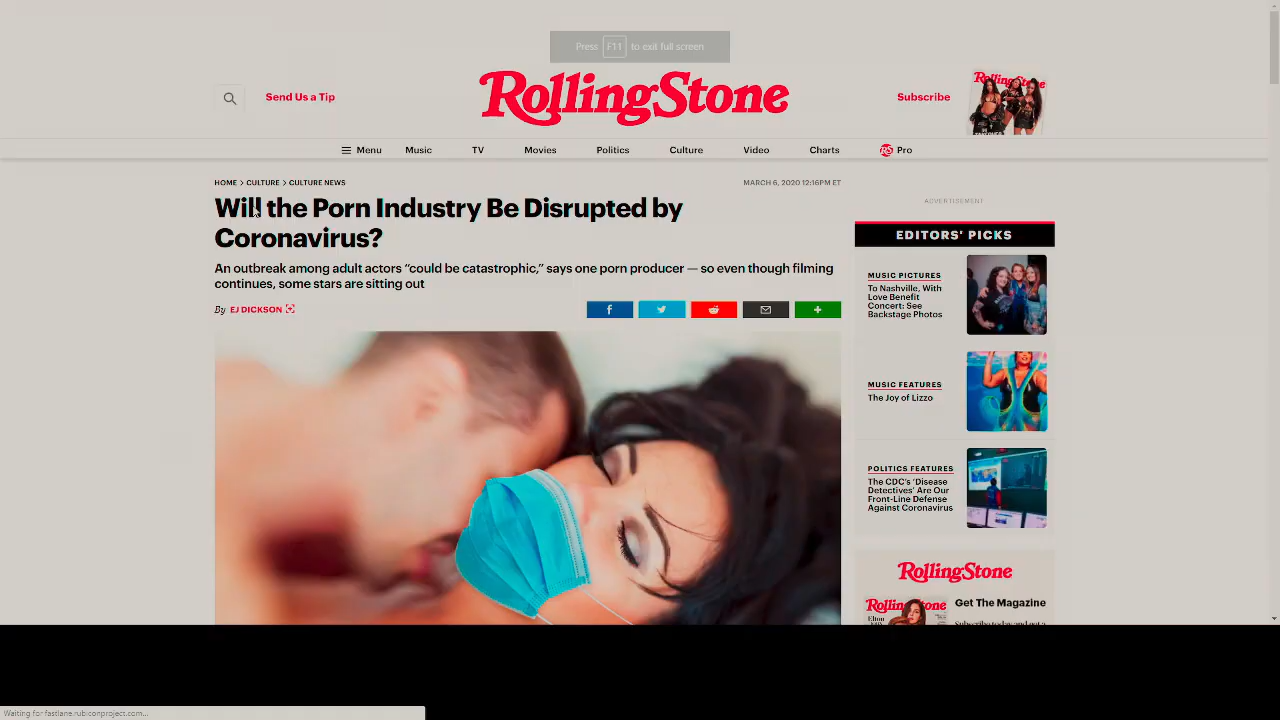 Press F11 to exit full screen
Send Us a Tip
RollingStone
Subscribe
RollingStone
Menu Music TV Movies Politics Culture Video Charts RS Pro
HOME > CULTURE > CULTURE NEWS
MARCH 6, 2020 12:16PM ET
Will the Porn Industry Be Disrupted by
Coronavirus?
An outbreak among adult actors “could be catastrophic,” says one porn producer — so even though filming
continues, some stars are sitting out
By EJ DICKSON
ADVERTISEMENT
EDITORS' PICKS
MUSIC PICTURES
To Nashville, With
Love Benefit
Concert: See
Backstage Photos
MUSIC FEATURES
The Joy of Lizzo
POLITICS FEATURES
The CDC’s ‘Disease
Detectives’ Are Our
Front-Line Defense
Against Coronavirus
RollingStone
RollingStone
Elton
Get The Magazine
Waiting for fastlane.rubiconproject.com...